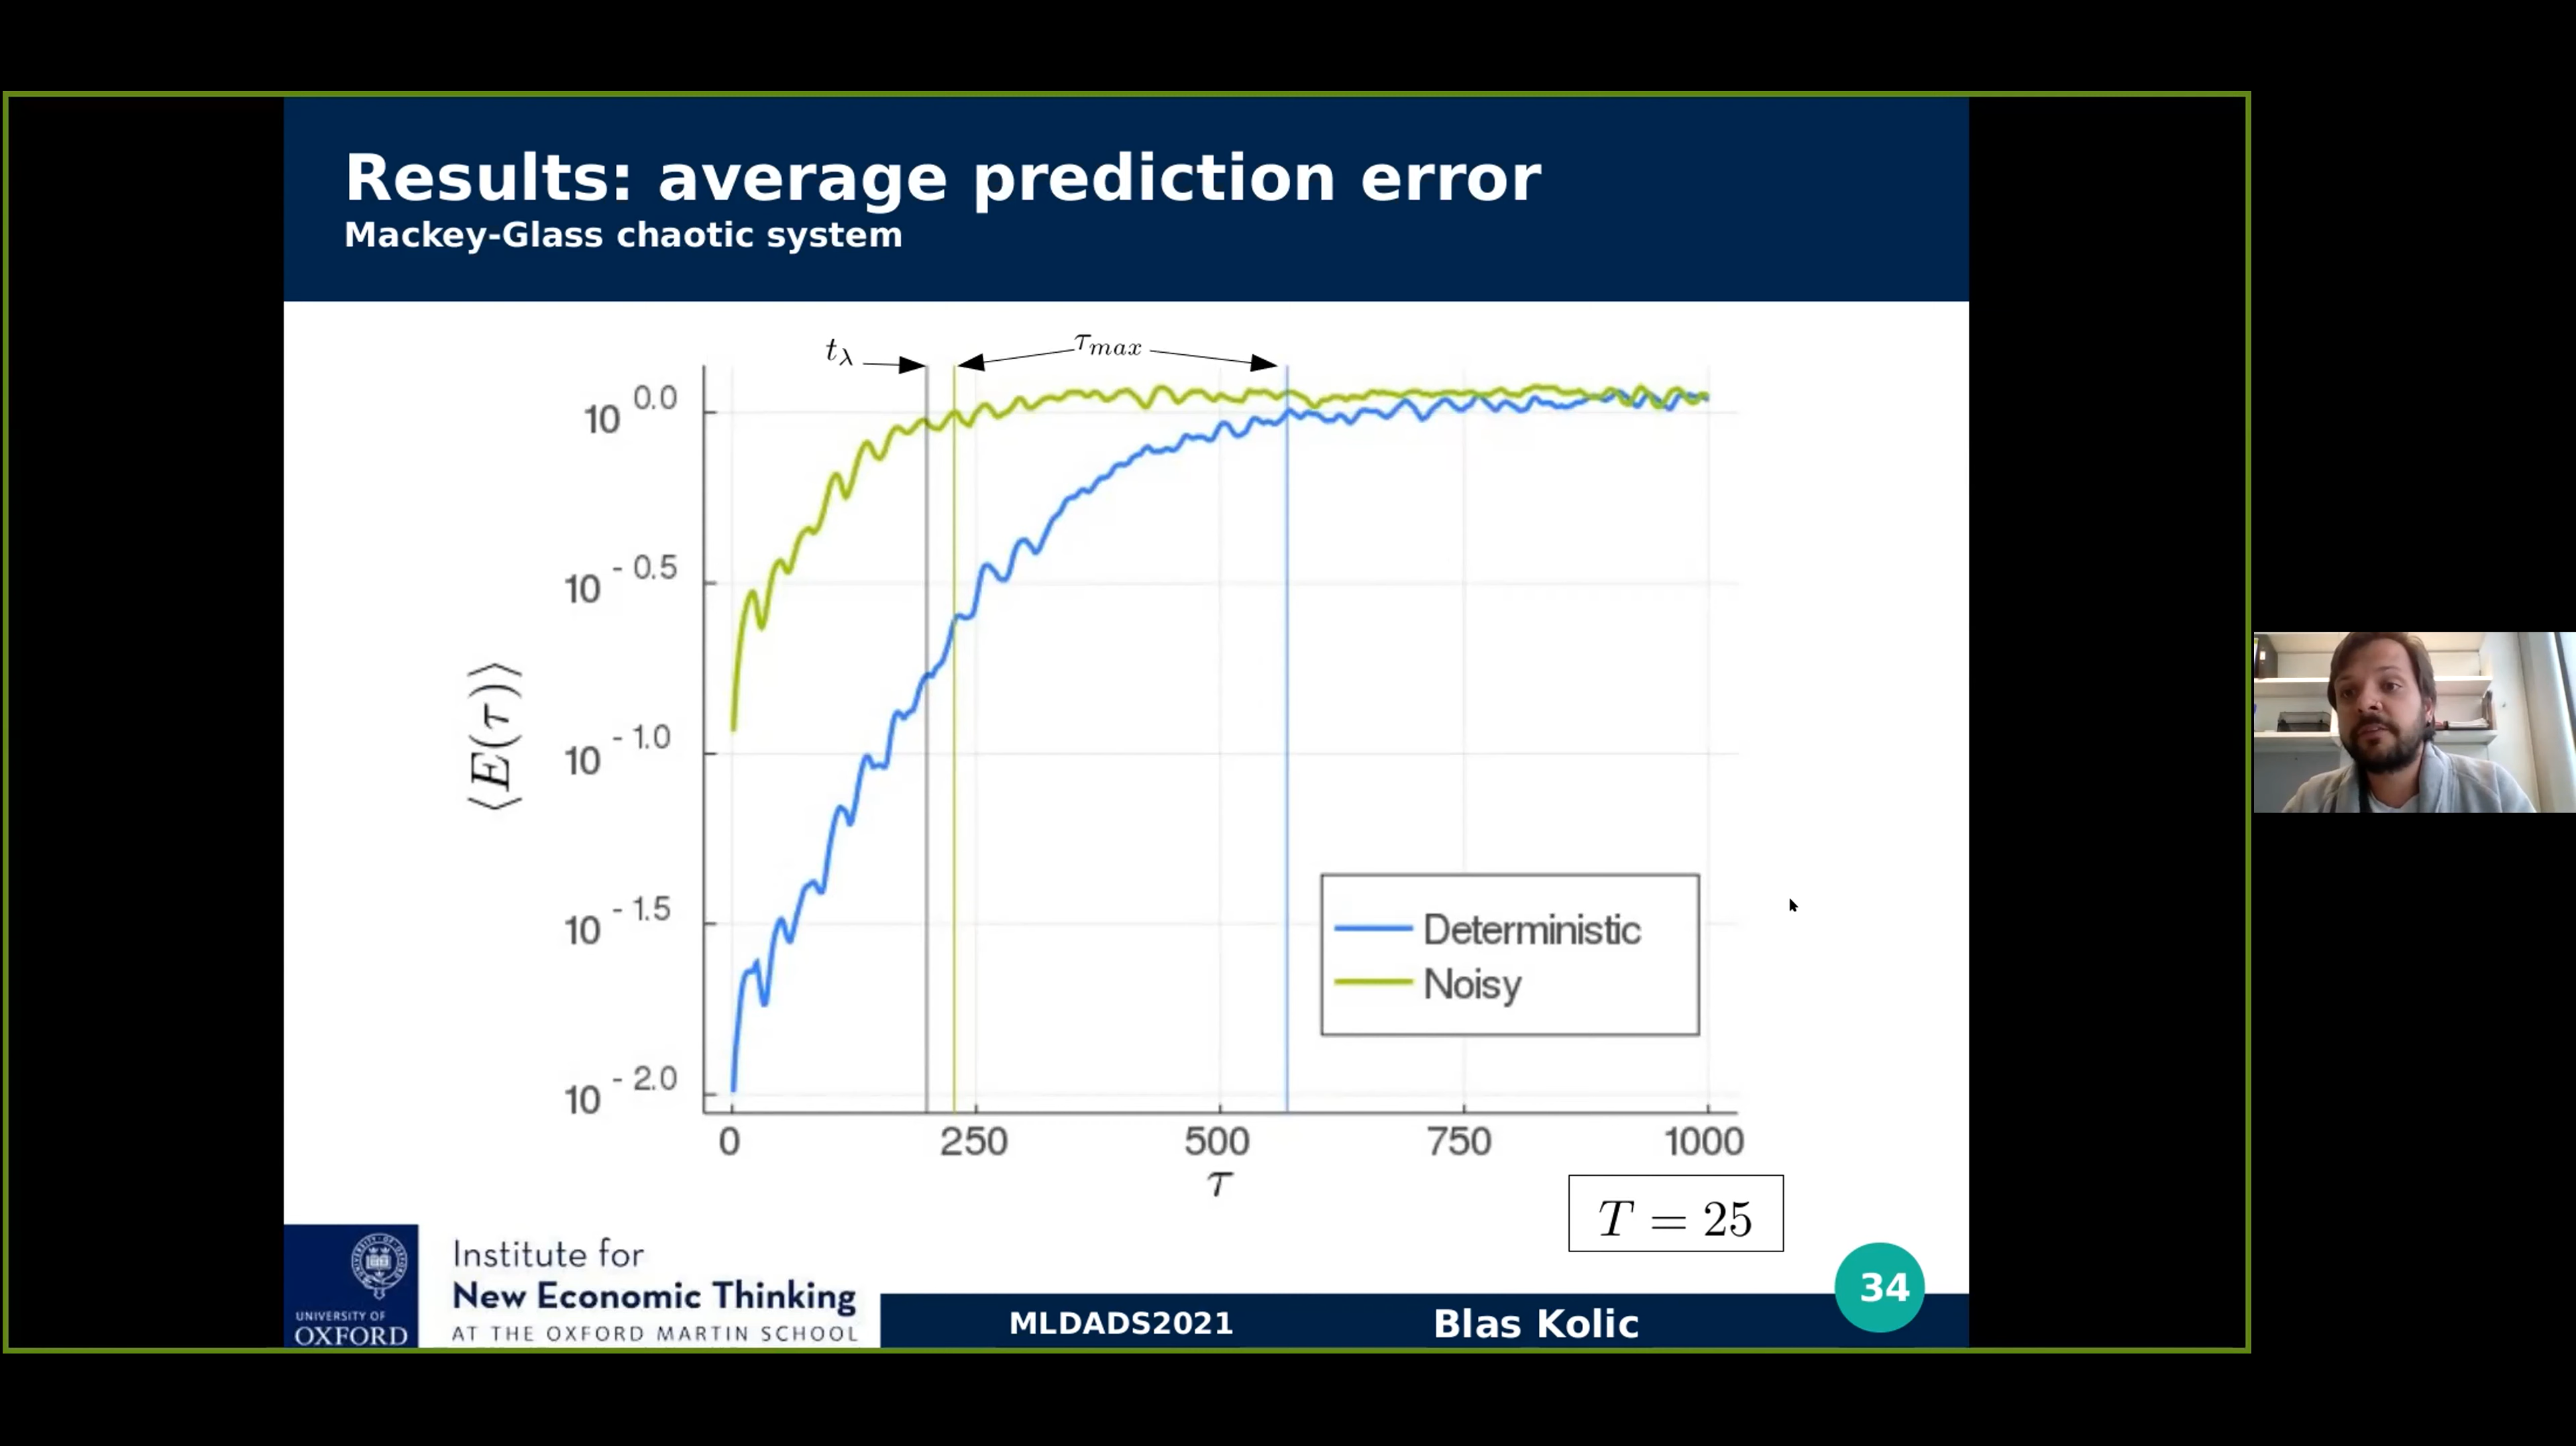 Results: average prediction error
Mackey-Glass chaotic system
t_λ
τ_max
10^0.0
10^-0.5
10^-1.0
10^-1.5
10^-2.0
⟨E(τ)⟩
Deterministic
Noisy
0 250 500 750 1000
τ
T = 25
UNIVERSITY OF
OXFORD
Institute for
New Economic Thinking
AT THE OXFORD MARTIN SCHOOL
MLDADS2021
Blas Kolic
34